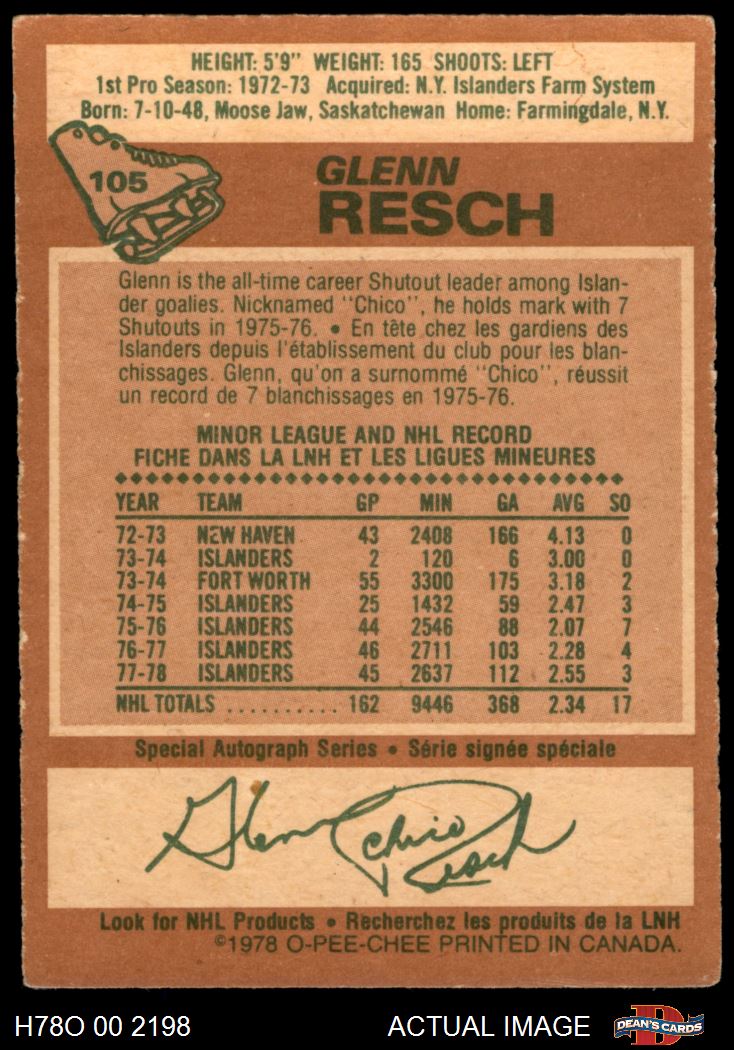 HEIGHT: 5'9" WEIGHT: 165 SHOOTS: LEFT
1st Pro Season: 1972-73 Acquired: N.Y. Islanders Farm System
Born: 7-10-48, Moose Jaw, Saskatchewan Home: Farmingdale, N.Y.
105
GLENN
RESCH
Glenn is the all-time career Shutout leader among Islan-
der goalies. Nicknamed "Chico", he holds mark with 7
Shutouts in 1975-76. • En tête chez les gardiens des
Islanders depuis l'établissement du club pour les blan-
chissages. Glenn, qu'on a surnommé "Chico", réussit
un record de 7 blanchissages en 1975-76.
MINOR LEAGUE AND NHL RECORD
FICHE DANS LA LNH ET LES LIGUES MINEURES
YEAR TEAM GP MIN GA AVG SO
72-73 NEW HAVEN 43 2408 166 4.13 0
73-74 ISLANDERS 2 120 6 3.00 0
73-74 FORT WORTH 55 3300 175 3.18 2
74-75 ISLANDERS 25 1432 59 2.47 3
75-76 ISLANDERS 44 2546 88 2.07 7
76-77 ISLANDERS 46 2711 103 2.28 4
77-78 ISLANDERS 45 2637 112 2.55 3
NHL TOTALS .......... 162 9446 368 2.34 17
Special Autograph Series • Série signée spéciale
Glenn Chico Resch
Look for NHL Products • Recherchez les produits de la LNH
©1978 O-PEE-CHEE PRINTED IN CANADA.
H78O 00 2198 ACTUAL IMAGE D DEAN'S CARDS